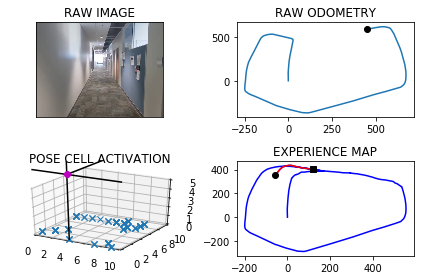 RAW IMAGE
RAW ODOMETRY
500
0
-250 0 250 500
POSE CELL ACTIVATION
5
4
3
2
1
0
0 2 4 6 8 10
0 2 4 6 8 10
EXPERIENCE MAP
400
200
0
-200
-200 0 200 400